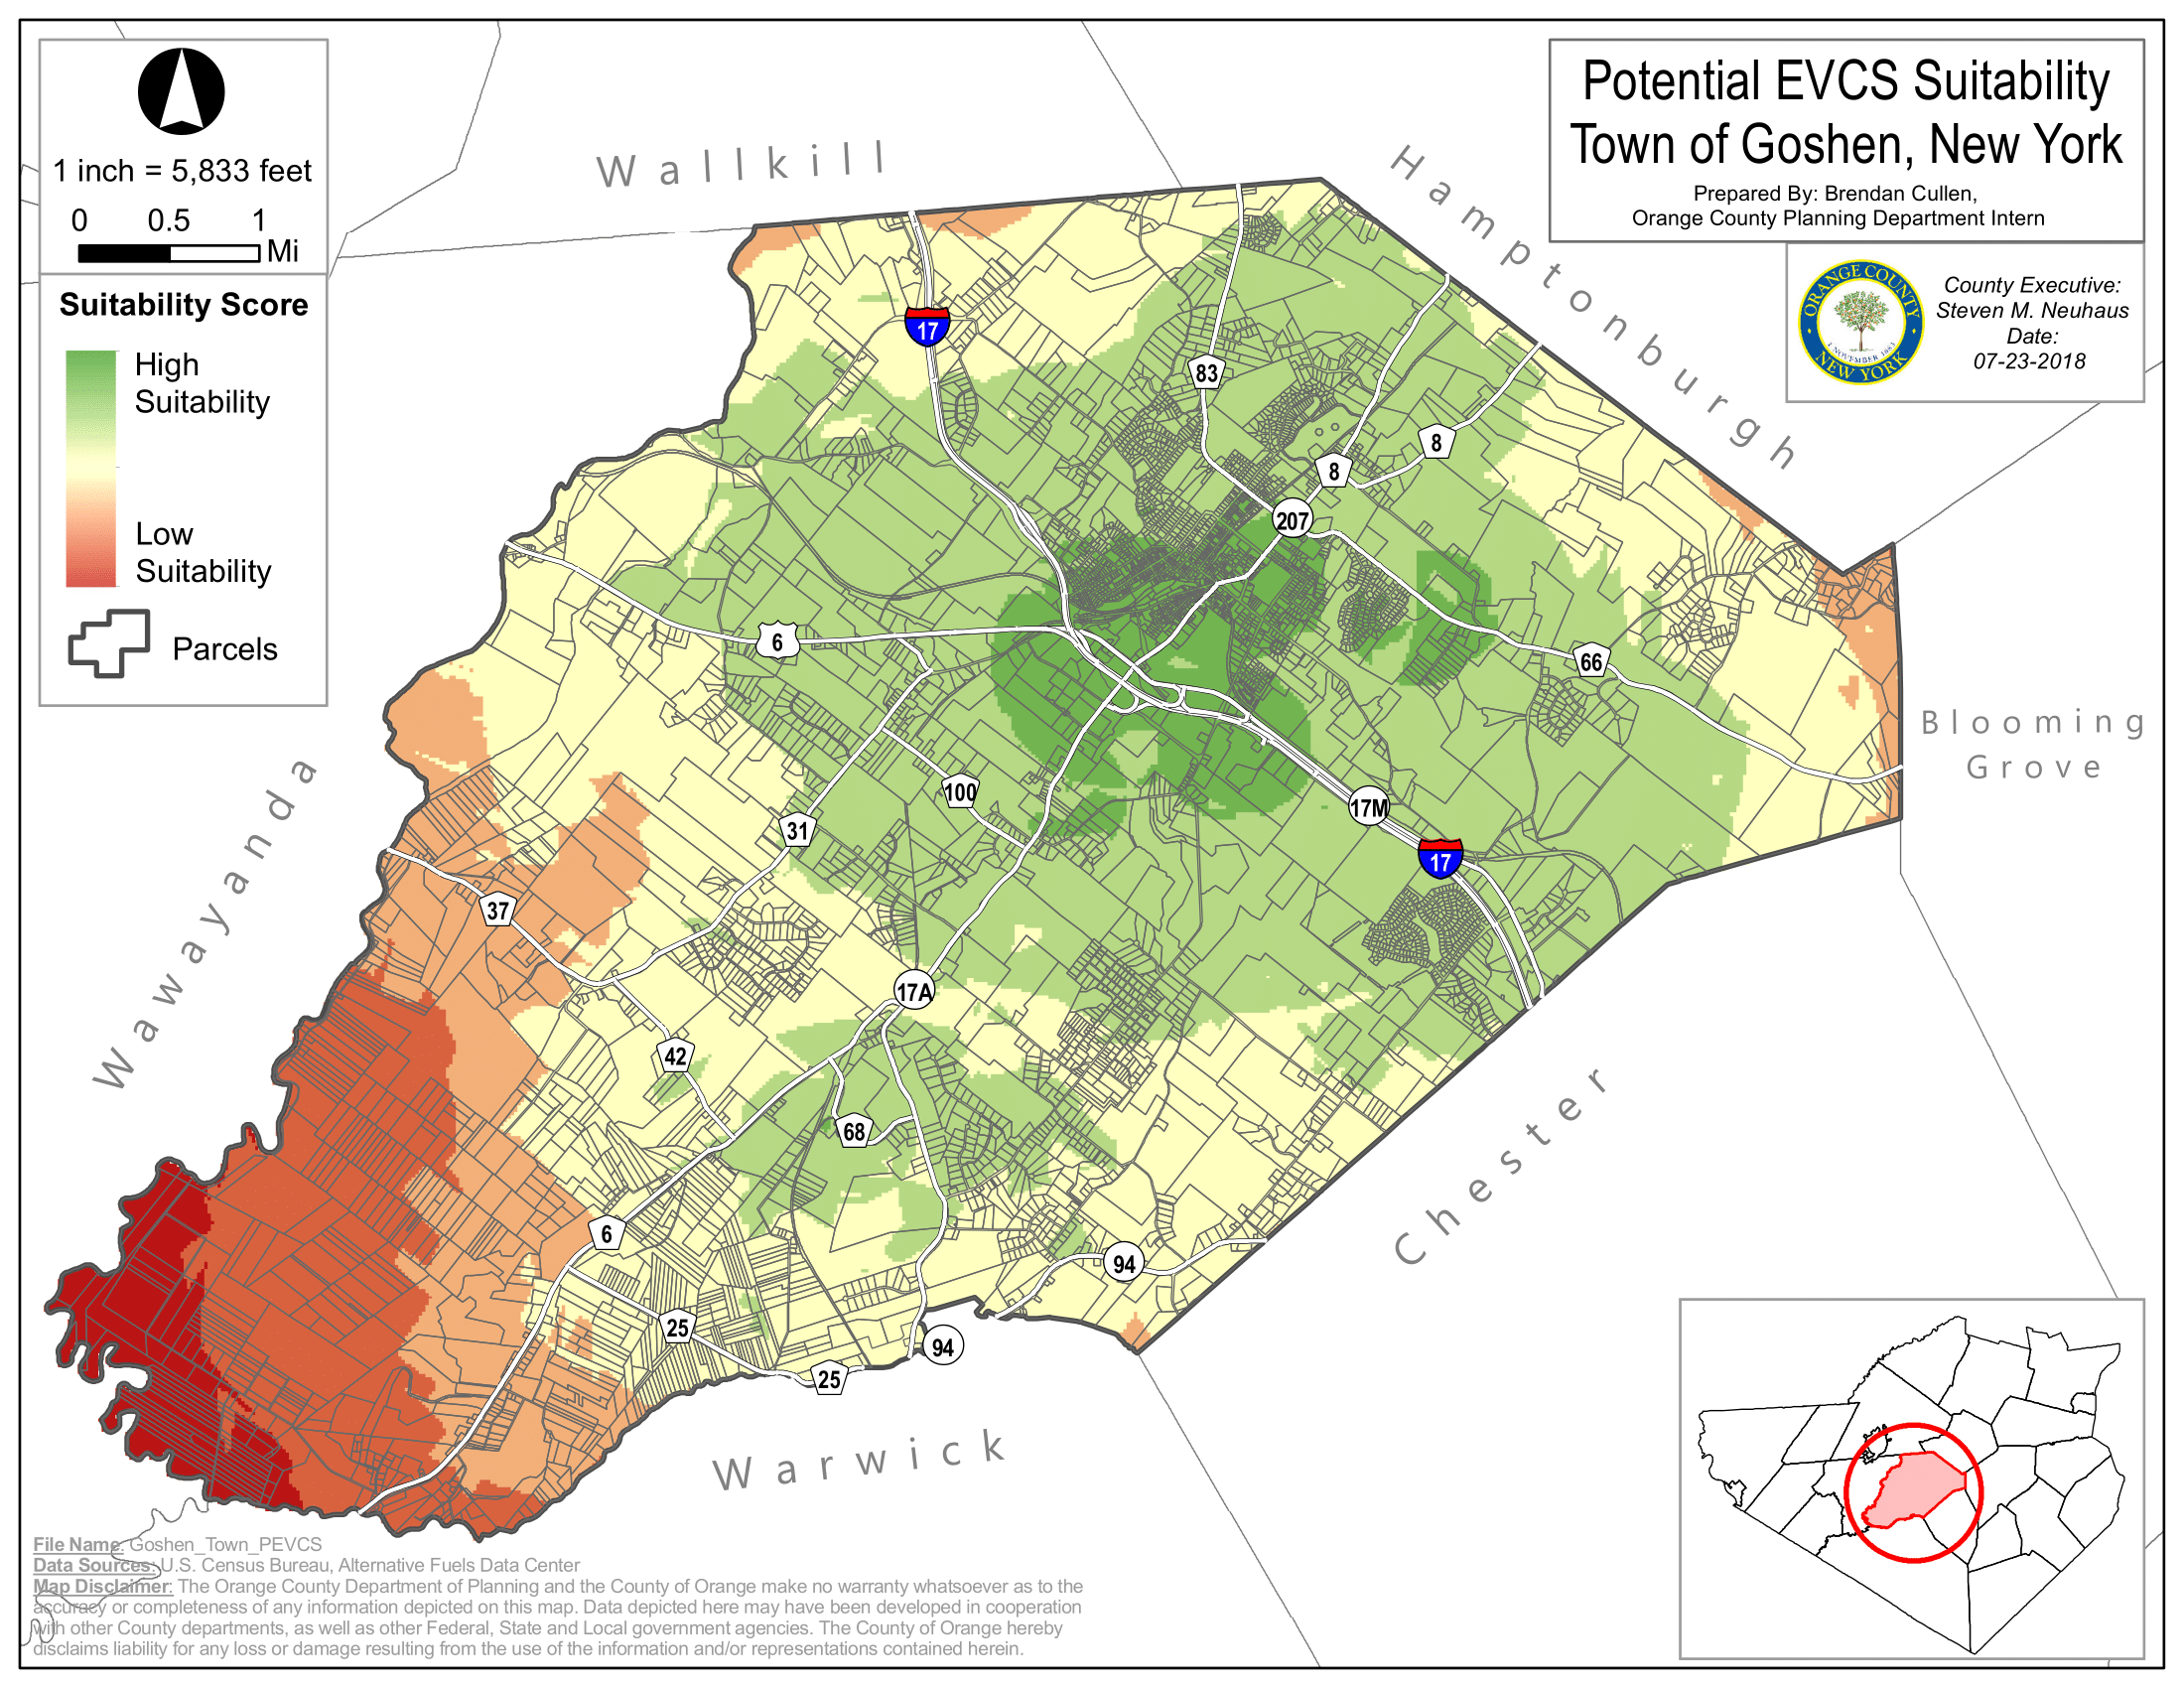 Potential EVCS Suitability
Town of Goshen, New York
Prepared By: Brendan Cullen,
Orange County Planning Department Intern
ORANGE COUNTY
1 NOVEMBER 1683
NEW YORK
County Executive:
Steven M. Neuhaus
Date:
07-23-2018
1 inch = 5,833 feet
0 0.5 1
Mi
Suitability Score
High
Suitability
Low
Suitability
Parcels
Wallkill
Hamptonburgh
Blooming
Grove
Chester
Warwick
Wawayanda
17
83
8
8
207
6
66
100
31
17M
17
37
17A
42
68
6
94
25
94
25
File Name: Goshen_Town_PEVCS
Data Sources: U.S. Census Bureau, Alternative Fuels Data Center
Map Disclaimer: The Orange County Department of Planning and the County of Orange make no warranty whatsoever as to the
accuracy or completeness of any information depicted on this map. Data depicted here may have been developed in cooperation
with other County departments, as well as other Federal, State and Local government agencies. The County of Orange hereby
disclaims liability for any loss or damage resulting from the use of the information and/or representations contained herein.